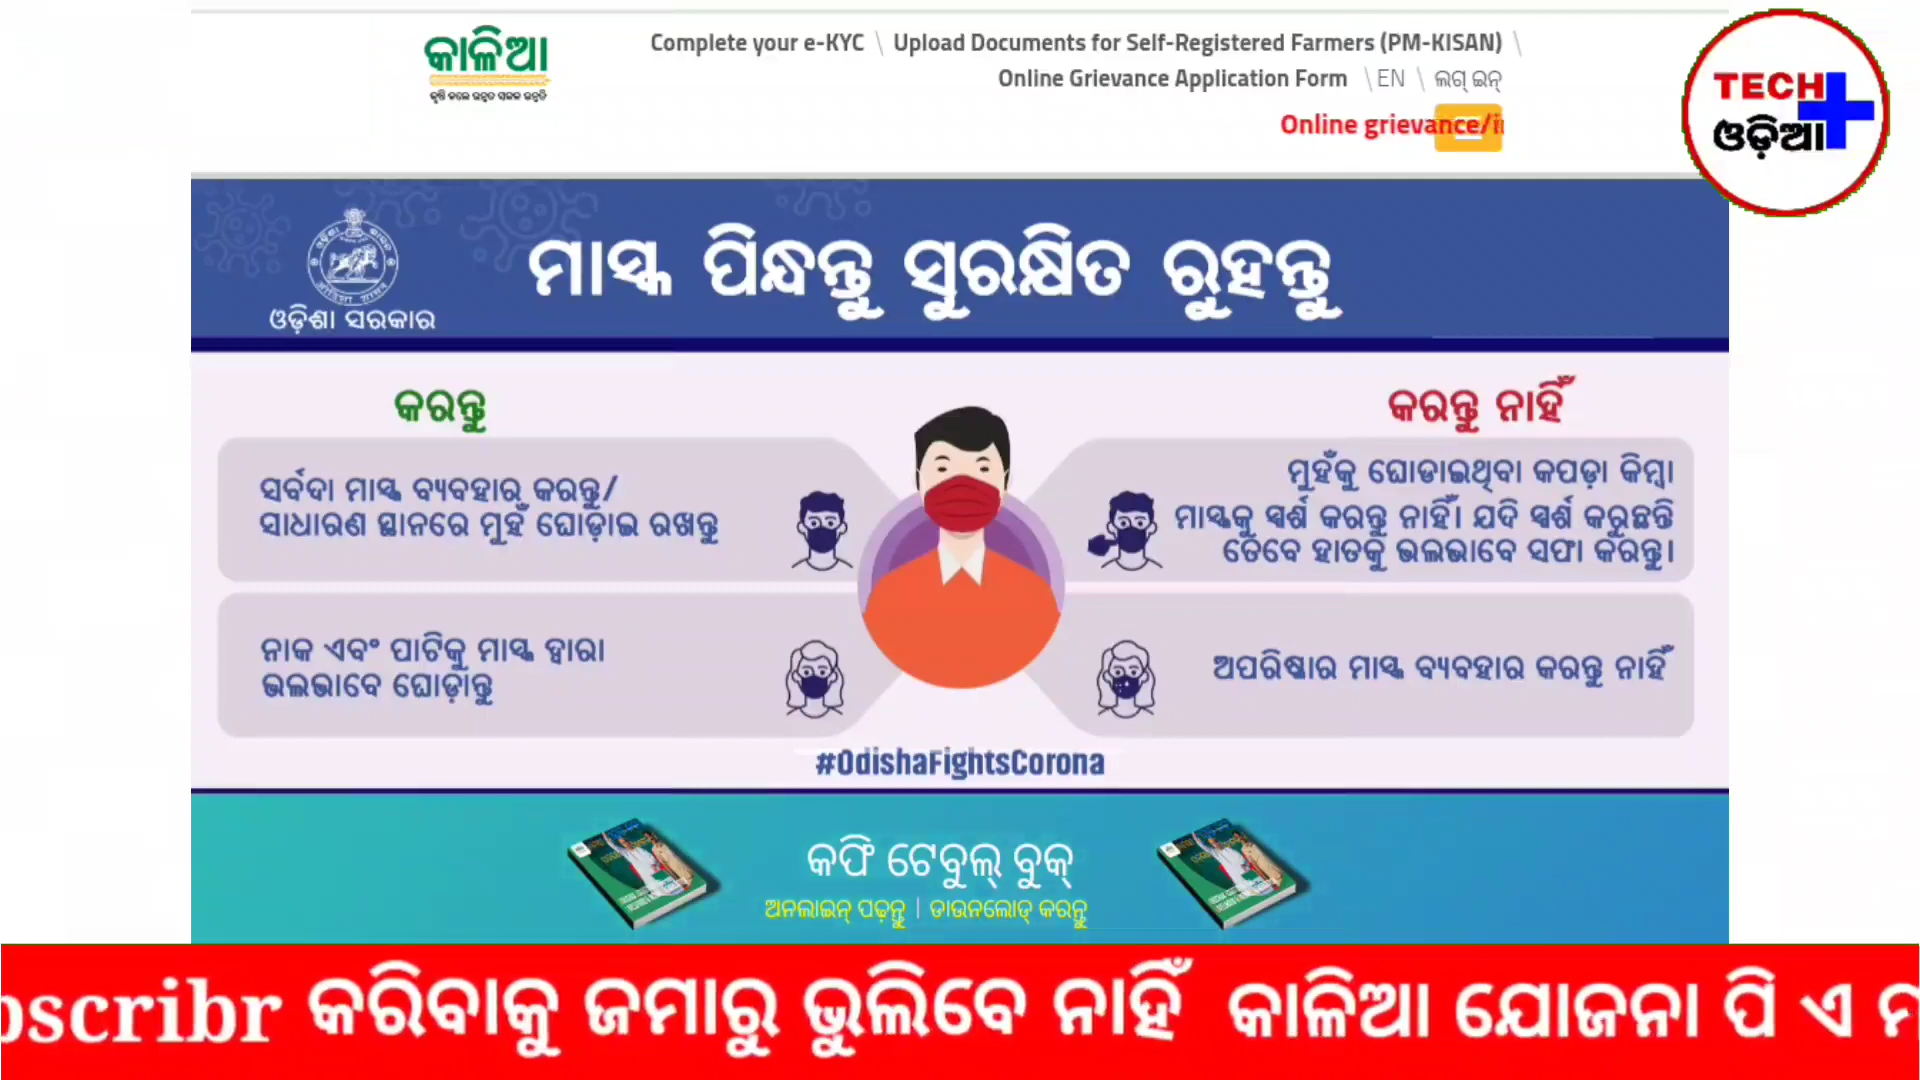 କାଳିଆ
Complete your e-KYC \ Upload Documents for Self-Registered Farmers (PM-KISAN) \
Online Grievance Application Form \ EN \ ଲଗ୍ ଇନ୍
Online grievance/i
TECH
ଓଡ଼ିଆ
ଓଡ଼ିଶା ସରକାର
ମାସ୍କ ପିନ୍ଧନ୍ତୁ ସୁରକ୍ଷିତ ରୁହନ୍ତୁ
କରନ୍ତୁ
ସର୍ବଦା ମାସ୍କ ବ୍ୟବହାର କରନ୍ତୁ/
ସାଧାରଣ ସ୍ଥାନରେ ମୁହଁ ଘୋଡ଼ାଇ ରଖନ୍ତୁ
ନାକ ଏବଂ ପାଟିକୁ ମାସ୍କ ଦ୍ୱାରା
ଭଲଭାବେ ଘୋଡ଼ାନ୍ତୁ
କରନ୍ତୁ ନାହିଁ
ମୁହଁକୁ ଘୋଡାଇଥିବା କପଡ଼ା କିମ୍ବା
ମାସ୍କକୁ ସ୍ପର୍ଶ କରନ୍ତୁ ନାହିଁ। ଯଦି ସ୍ପର୍ଶ କରୁଛନ୍ତି
ତେବେ ହାତକୁ ଭଲଭାବେ ସଫା କରନ୍ତୁ।
ଅପରିଷ୍କାର ମାସ୍କ ବ୍ୟବହାର କରନ୍ତୁ ନାହିଁ
#OdishaFightsCorona
କଫି ଟେବୁଲ୍ ବୁକ୍
ଅନଲାଇନ୍ ପଢ଼ନ୍ତୁ | ଡାଉନଲୋଡ୍ କରନ୍ତୁ
bscribr କରିବାକୁ ଜମାରୁ ଭୁଲିବେ ନାହିଁ କାଳିଆ ଯୋଜନା ପି ଏ ମ